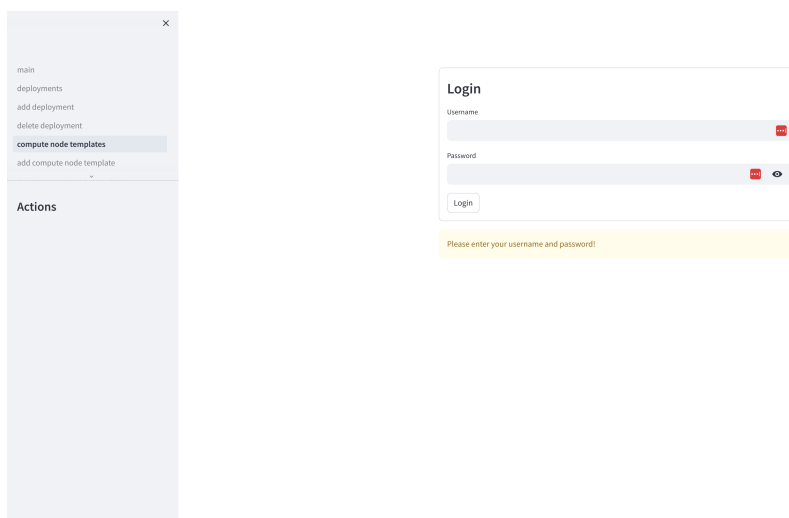 main
deployments
add deployment
delete deployment
compute node templates
add compute node template
Actions
Login
Username
Password
Login
Please enter your username and password!